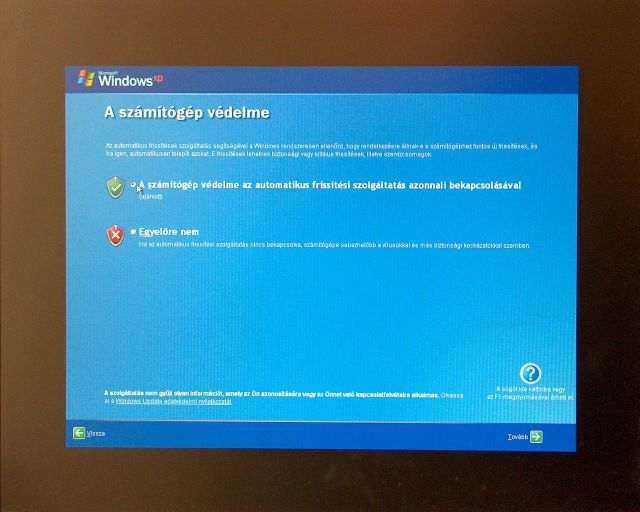 Microsoft
Windows xp
A számítógép védelme
Az automatikus frissítések szolgáltatás segítségével a Windows rendszeresen ellenőrzi, hogy rendelkezésre állnak-e a számítógéphez fontos új frissítések, és
ha igen, automatikusan telepíti azokat. E frissítések lehetnek biztonsági vagy kritikus frissítések, illetve szervizcsomagok.
A számítógép védelme az automatikus frissítési szolgáltatás azonnali bekapcsolásával
(ajánlott)
Egyelőre nem
Ha az automatikus frissítési szolgáltatás nincs bekapcsolva, számítógépe sebezhetőbb a vírusokkal és más biztonsági kockázatokkal szemben.
A súgót ide kattintva vagy
az F1 megnyomásával érheti el.
A szolgáltatás nem gyűjt olyan információt, amely az Ön azonosítására vagy az Önnel való kapcsolatfelvételre alkalmas. Olvassa
el a Windows Update adatvédelmi nyilatkozatát.
Vissza
Tovább